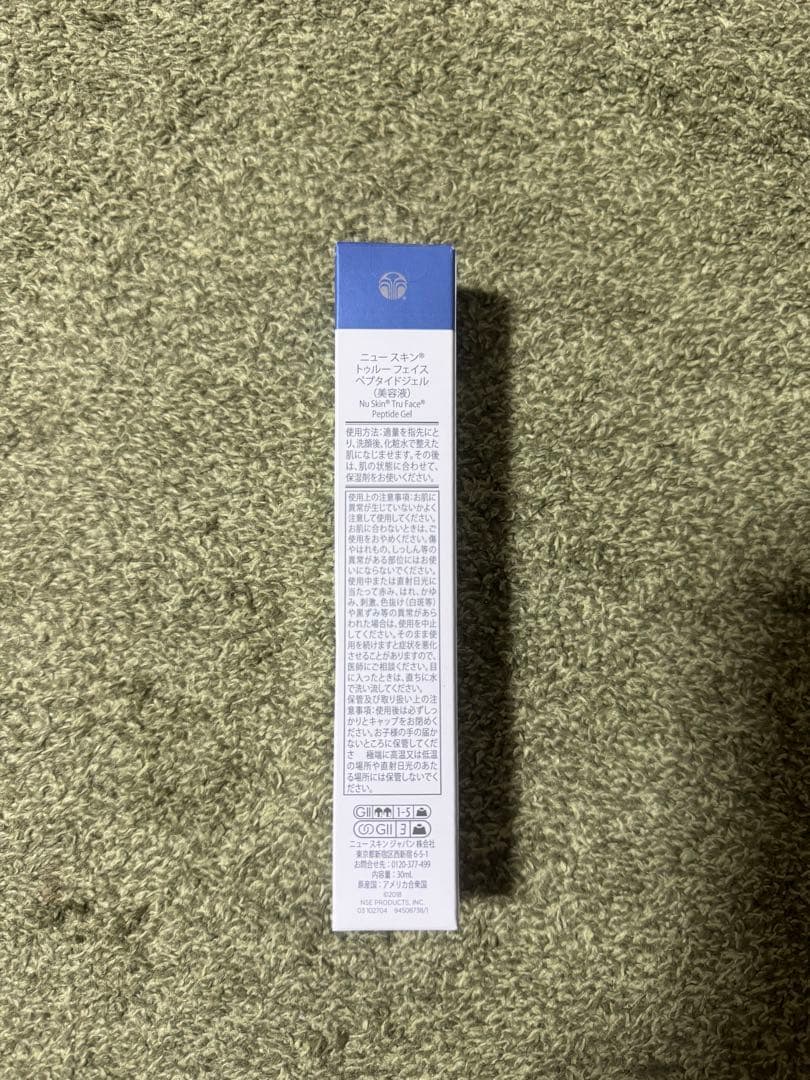 ニュー スキン®
トゥルー フェイス
ペプタイドジェル
（美容液）
Nu Skin® Tru Face®
Peptide Gel
使用方法：適量を指先にと
り、洗顔後、化粧水で整えた
肌になじませます。その後
は、肌の状態に合わせて、
保湿剤をお使いください。
使用上の注意事項：お肌に
異常が生じていないかよく
注意して使用してください。
お肌に合わないときは、ご
使用をおやめください。傷
やはれもの、しっしん等の
異常がある部位にはお使
いにならないでください。
使用中または直射日光に
当たって赤み、はれ、かゆ
み、刺激、色抜け（白斑等）
や黒ずみ等の異常があら
われた場合は、使用を中止
してください。そのまま使用
を続けますと症状を悪化
させることがありますので、
医師にご相談ください。目
に入ったときは、直ちに水
で洗い流してください。
保管及び取り扱い上の注
意事項：使用後は必ずしっ
かりとキャップをお閉めくだ
さい。お子様の手の届か
ないところに保管してくださ
　極端に高温又は低温
の場所や直射日光のあた
る場所には保管しないでく
ださい。
GII 1-5
GII 3
ニュー スキン ジャパン 株会社
東京都新宿区西新宿 6-5-1
お問合せ先：0120-377-499
内容量：30mL
原産国：アメリカ合衆国
©2018
NSE PRODUCTS, INC.
03 102704 94508738/1